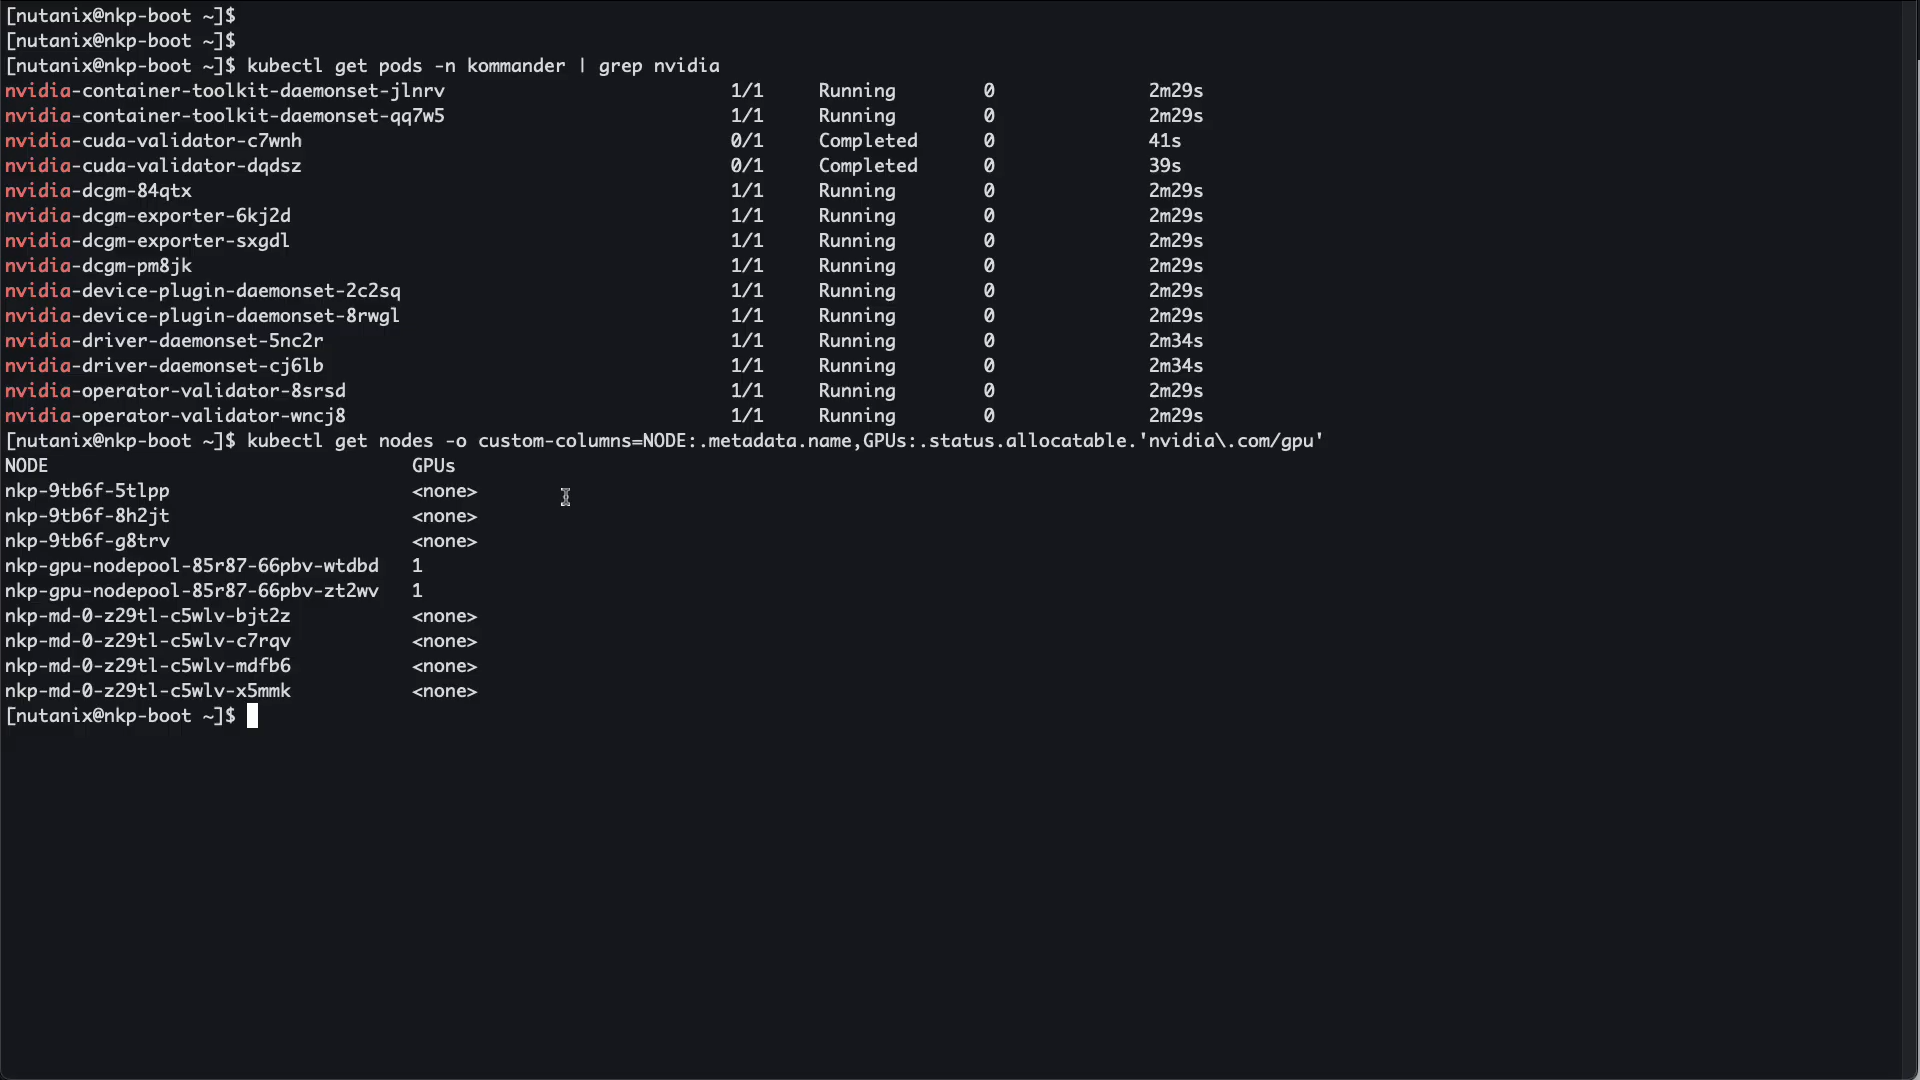 [nutanix@nkp-boot ~]$
[nutanix@nkp-boot ~]$
[nutanix@nkp-boot ~]$ kubectl get pods -n kommander | grep nvidia
nvidia-container-toolkit-daemonset-jlnrv 1/1 Running 0 2m29s
nvidia-container-toolkit-daemonset-qq7w5 1/1 Running 0 2m29s
nvidia-cuda-validator-c7wnh 0/1 Completed 0 41s
nvidia-cuda-validator-dqdsz 0/1 Completed 0 39s
nvidia-dcgm-84qtx 1/1 Running 0 2m29s
nvidia-dcgm-exporter-6kj2d 1/1 Running 0 2m29s
nvidia-dcgm-exporter-sxgdl 1/1 Running 0 2m29s
nvidia-dcgm-pm8jk 1/1 Running 0 2m29s
nvidia-device-plugin-daemonset-2c2sq 1/1 Running 0 2m29s
nvidia-device-plugin-daemonset-8rwgl 1/1 Running 0 2m29s
nvidia-driver-daemonset-5nc2r 1/1 Running 0 2m34s
nvidia-driver-daemonset-cj6lb 1/1 Running 0 2m34s
nvidia-operator-validator-8srsd 1/1 Running 0 2m29s
nvidia-operator-validator-wncj8 1/1 Running 0 2m29s
[nutanix@nkp-boot ~]$ kubectl get nodes -o custom-columns=NODE:.metadata.name,GPUs:.status.allocatable.'nvidia\.com/gpu'
NODE GPUs
nkp-9tb6f-5tlpp <none>
nkp-9tb6f-8h2jt <none>
nkp-9tb6f-g8trv <none>
nkp-gpu-nodepool-85r87-66pbv-wtdbd 1
nkp-gpu-nodepool-85r87-66pbv-zt2wv 1
nkp-md-0-z29tl-c5wlv-bjt2z <none>
nkp-md-0-z29tl-c5wlv-c7rqv <none>
nkp-md-0-z29tl-c5wlv-mdfb6 <none>
nkp-md-0-z29tl-c5wlv-x5mmk <none>
[nutanix@nkp-boot ~]$